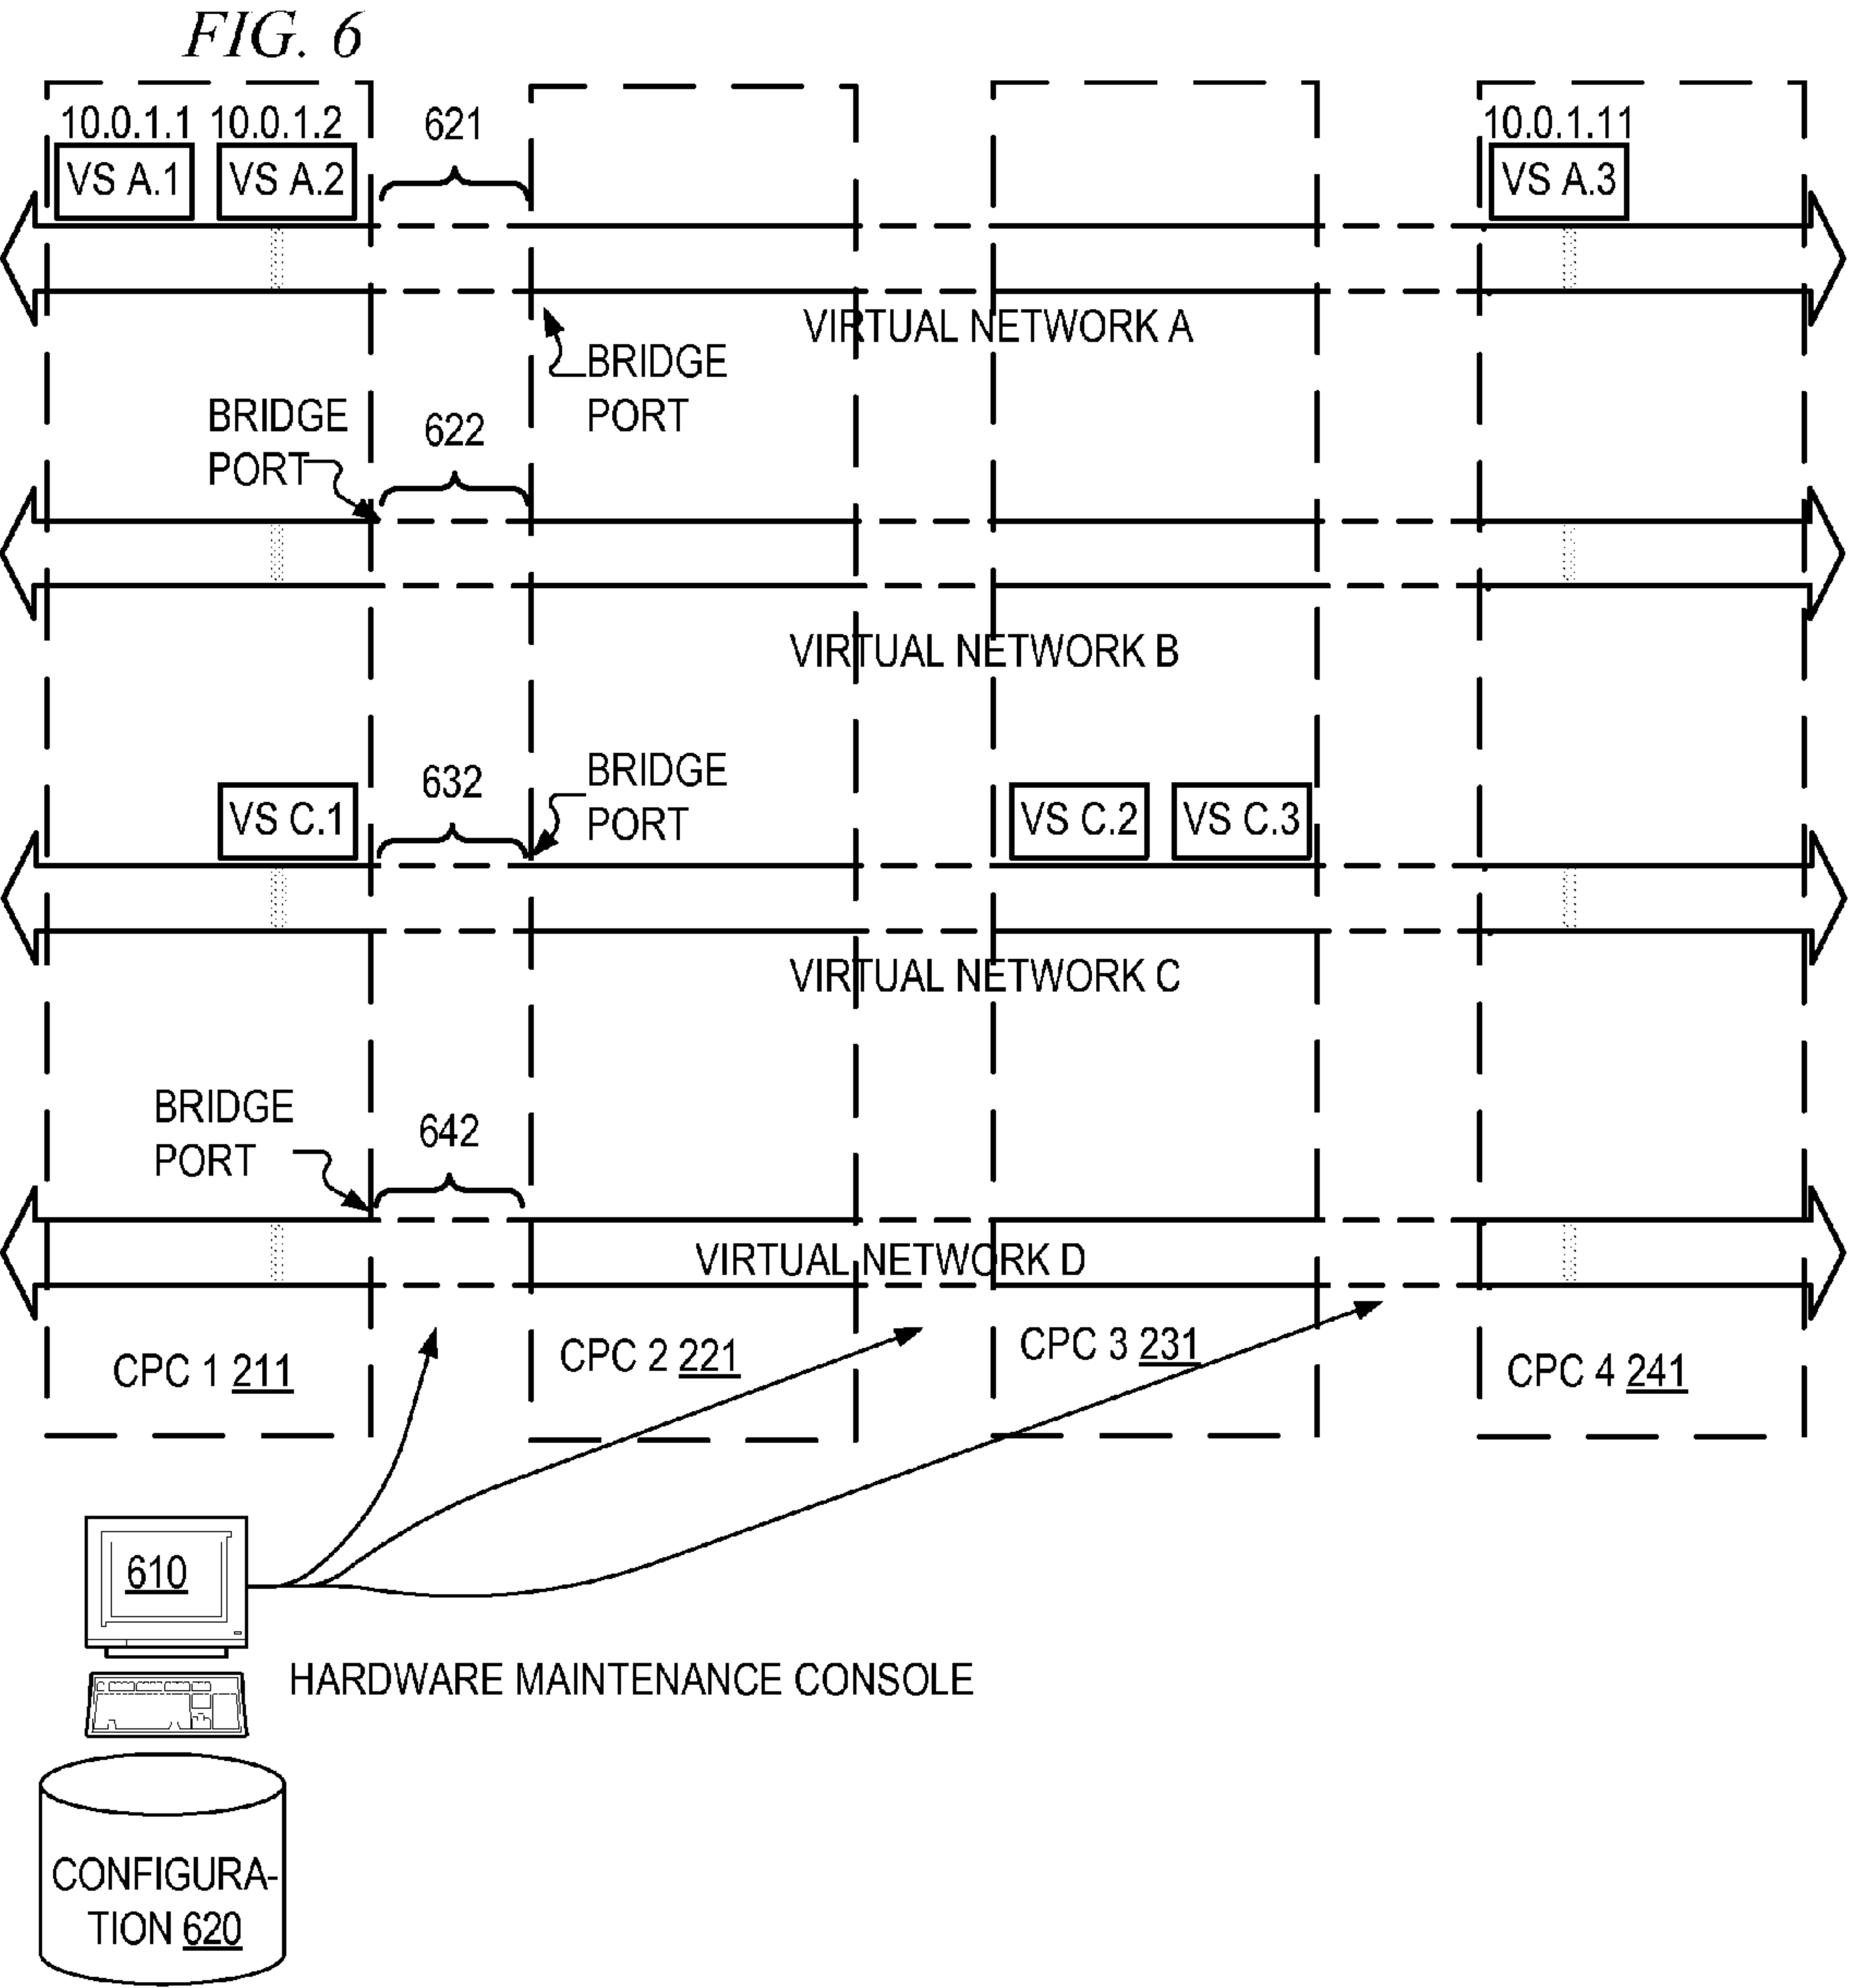 FIG. 6
10.0.1.1 10.0.1.2
621
10.0.1.11
VS A.1
VS A.2
VS A.3
VIRTUAL NETWORK A
BRIDGE
PORT
BRIDGE
PORT
622
VIRTUAL NETWORK B
BRIDGE
PORT
632
VS C.1
VS C.2
VS C.3
VIRTUAL NETWORK C
BRIDGE
PORT
642
VIRTUAL NETWORK D
CPC 1 211
CPC 2 221
CPC 3 231
CPC 4 241
610
HARDWARE MAINTENANCE CONSOLE
CONFIGURA-
TION 620